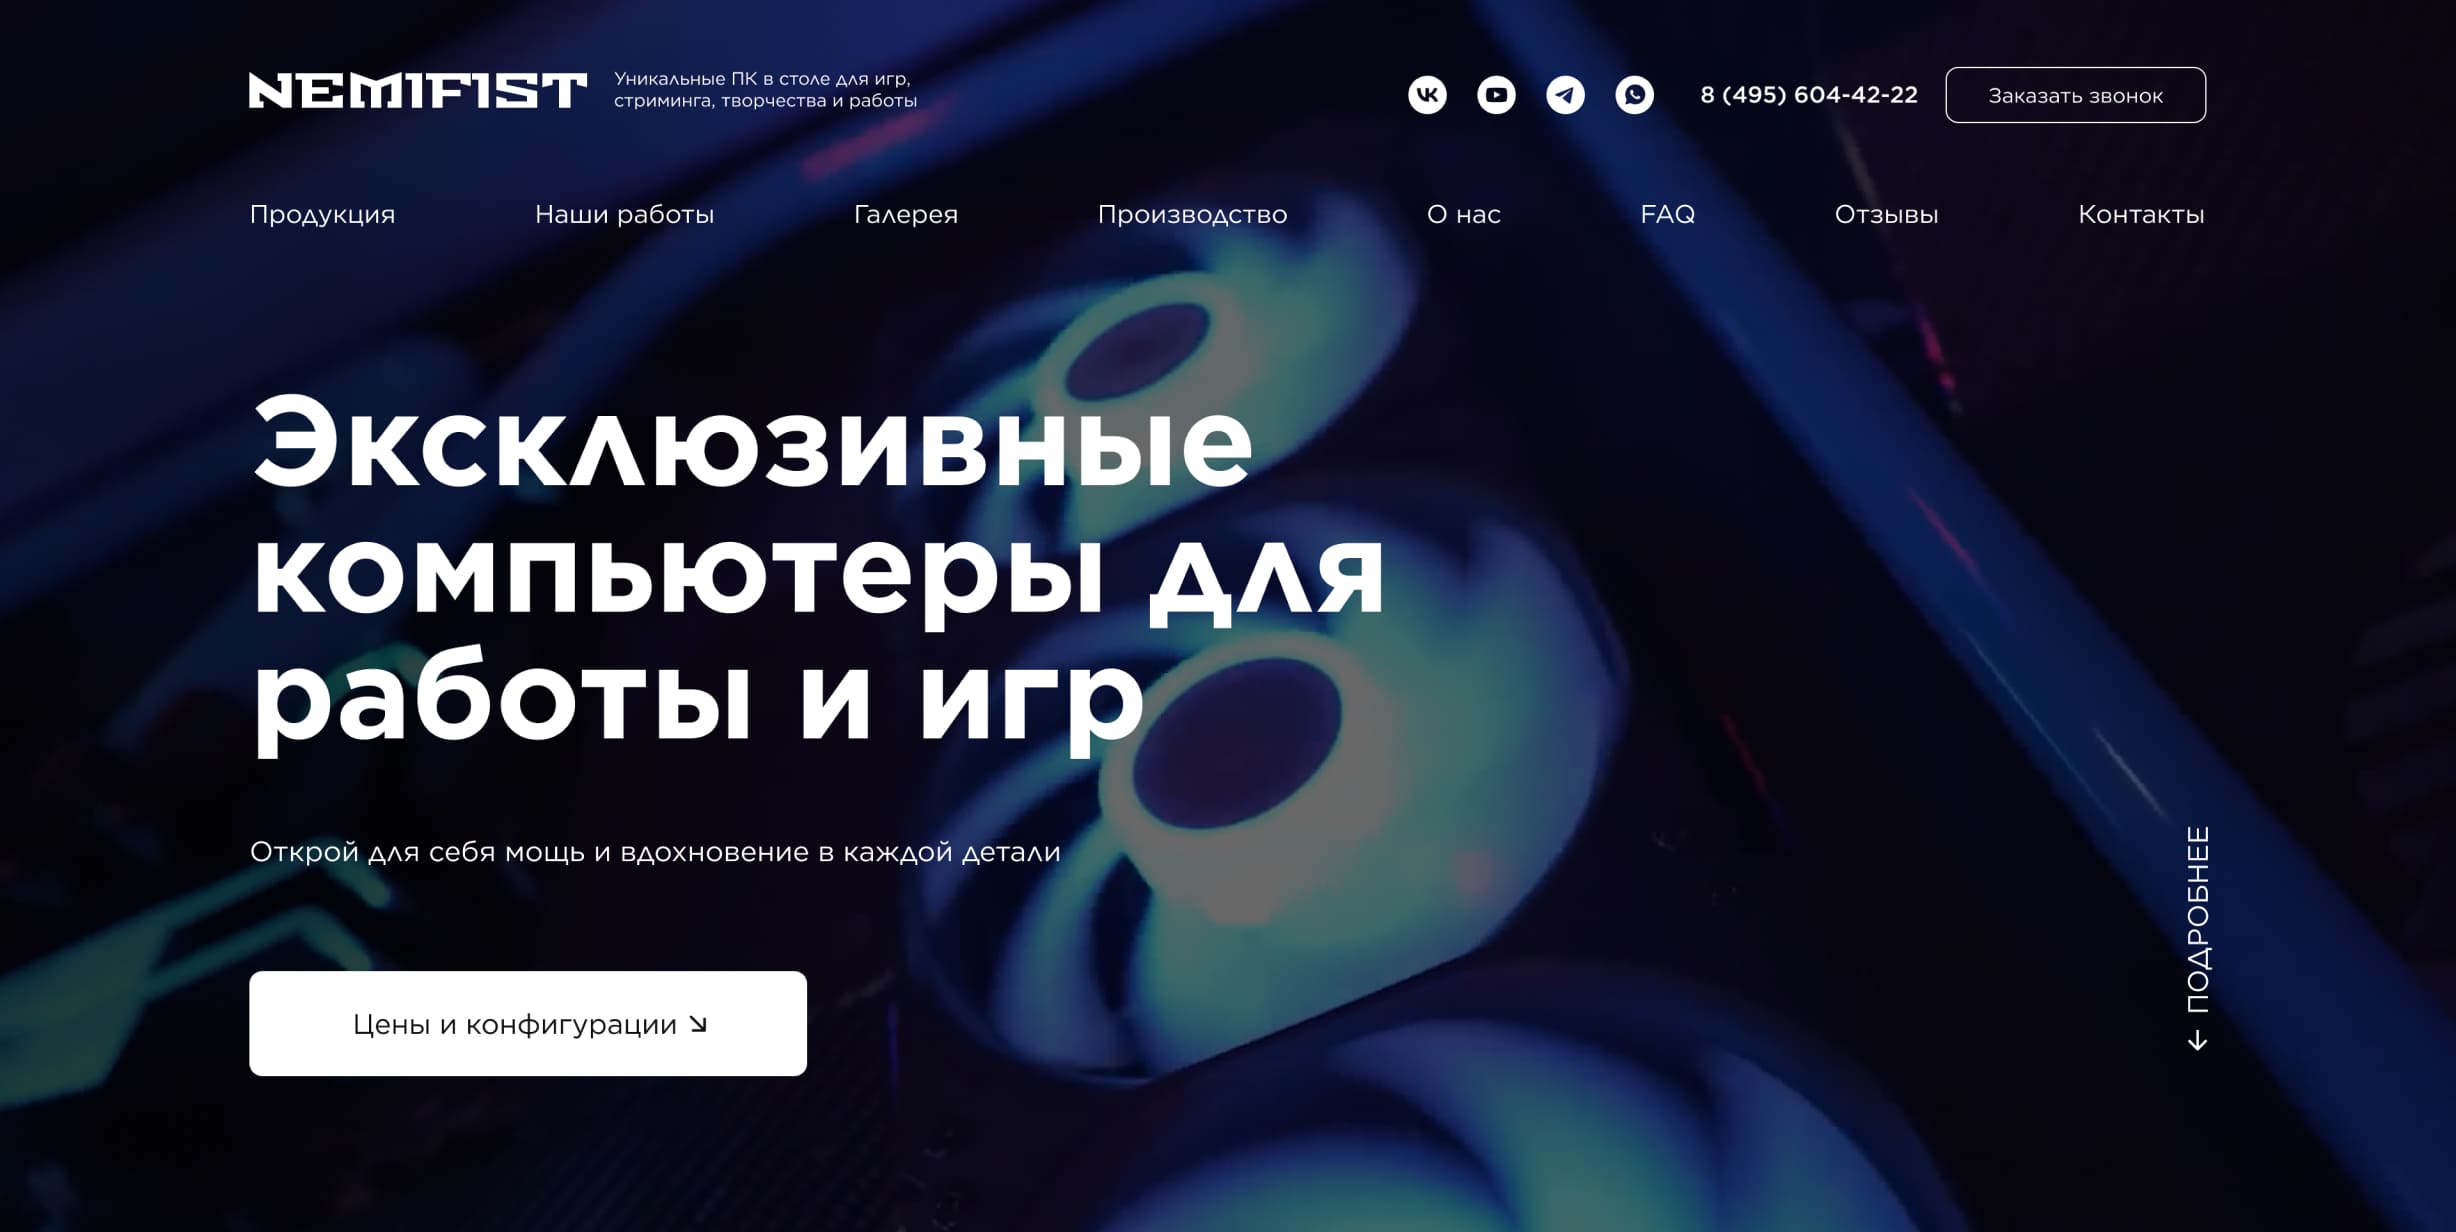 NEMIFIST
Уникальные ПК в столе для игр,
стриминга, творчества и работы
8 (495) 604-42-22
Заказать звонок
Продукция
Наши работы
Галерея
Производство
О нас
FAQ
Отзывы
Контакты
Эксклюзивные
компьютеры для
работы и игр
Открой для себя мощь и вдохновение в каждой детали
Цены и конфигурации ↘
← ПОДРОБНЕЕ